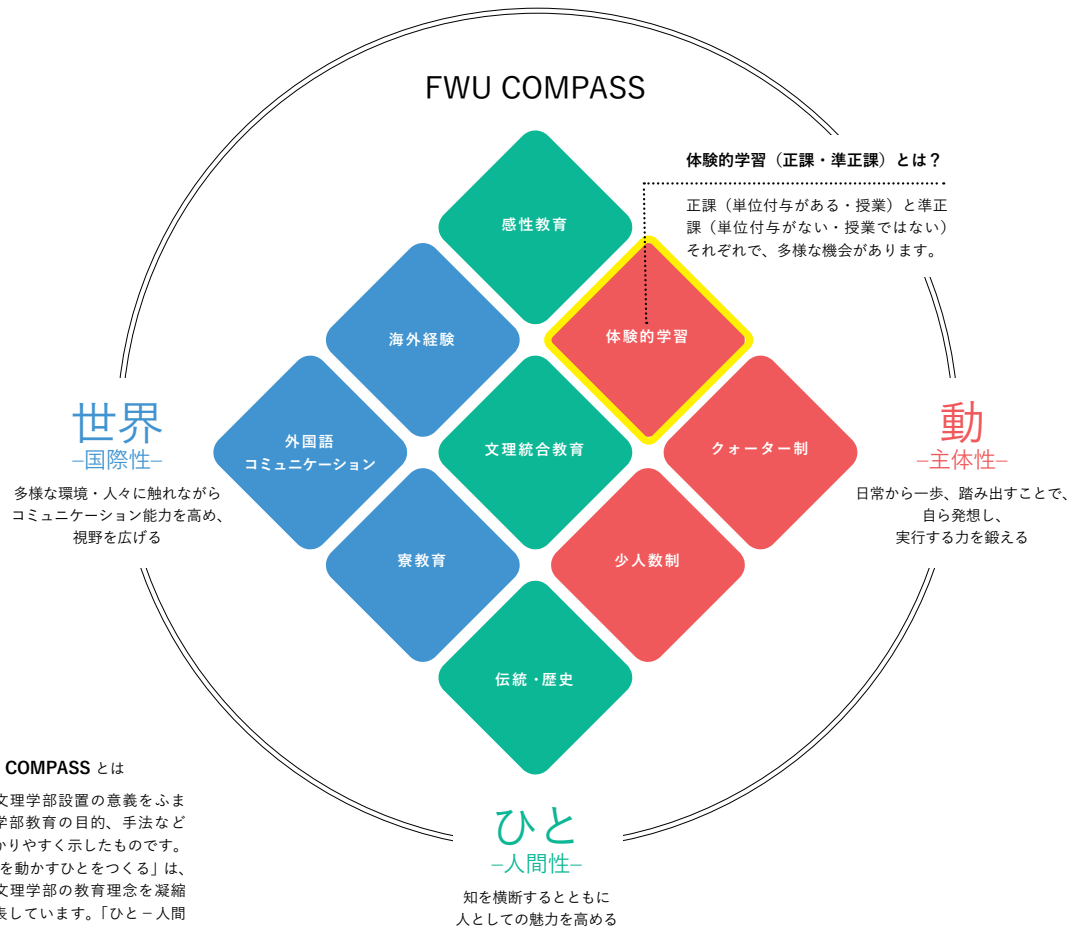 FWU COMPASS
体験的学習（正課・準正課）とは？
正課（単位付与がある・授業）と準正
課（単位付与がない・授業ではない）
それぞれで、多様な機会があります。
感性教育
海外経験
体験的学習
外国語
コミュニケーション
文理統合教育
クォーター制
寮教育
少人数制
伝統・歴史
世界
–国際性–
多様な環境・人々に触れながら
コミュニケーション能力を高め、
視野を広げる
動
–主体性–
日常から一歩、踏み出すことで、
自ら発想し、
実行する力を鍛える
ひと
–人間性–
知を横断するとともに
人としての魅力を高める
COMPASS とは
文理学部設置の意義をふま
学部教育の目的、手法など
かりやすく示したものです。
を動かすひとをつくる」は、
文理学部の教育理念を凝縮
表しています。「ひと－人間